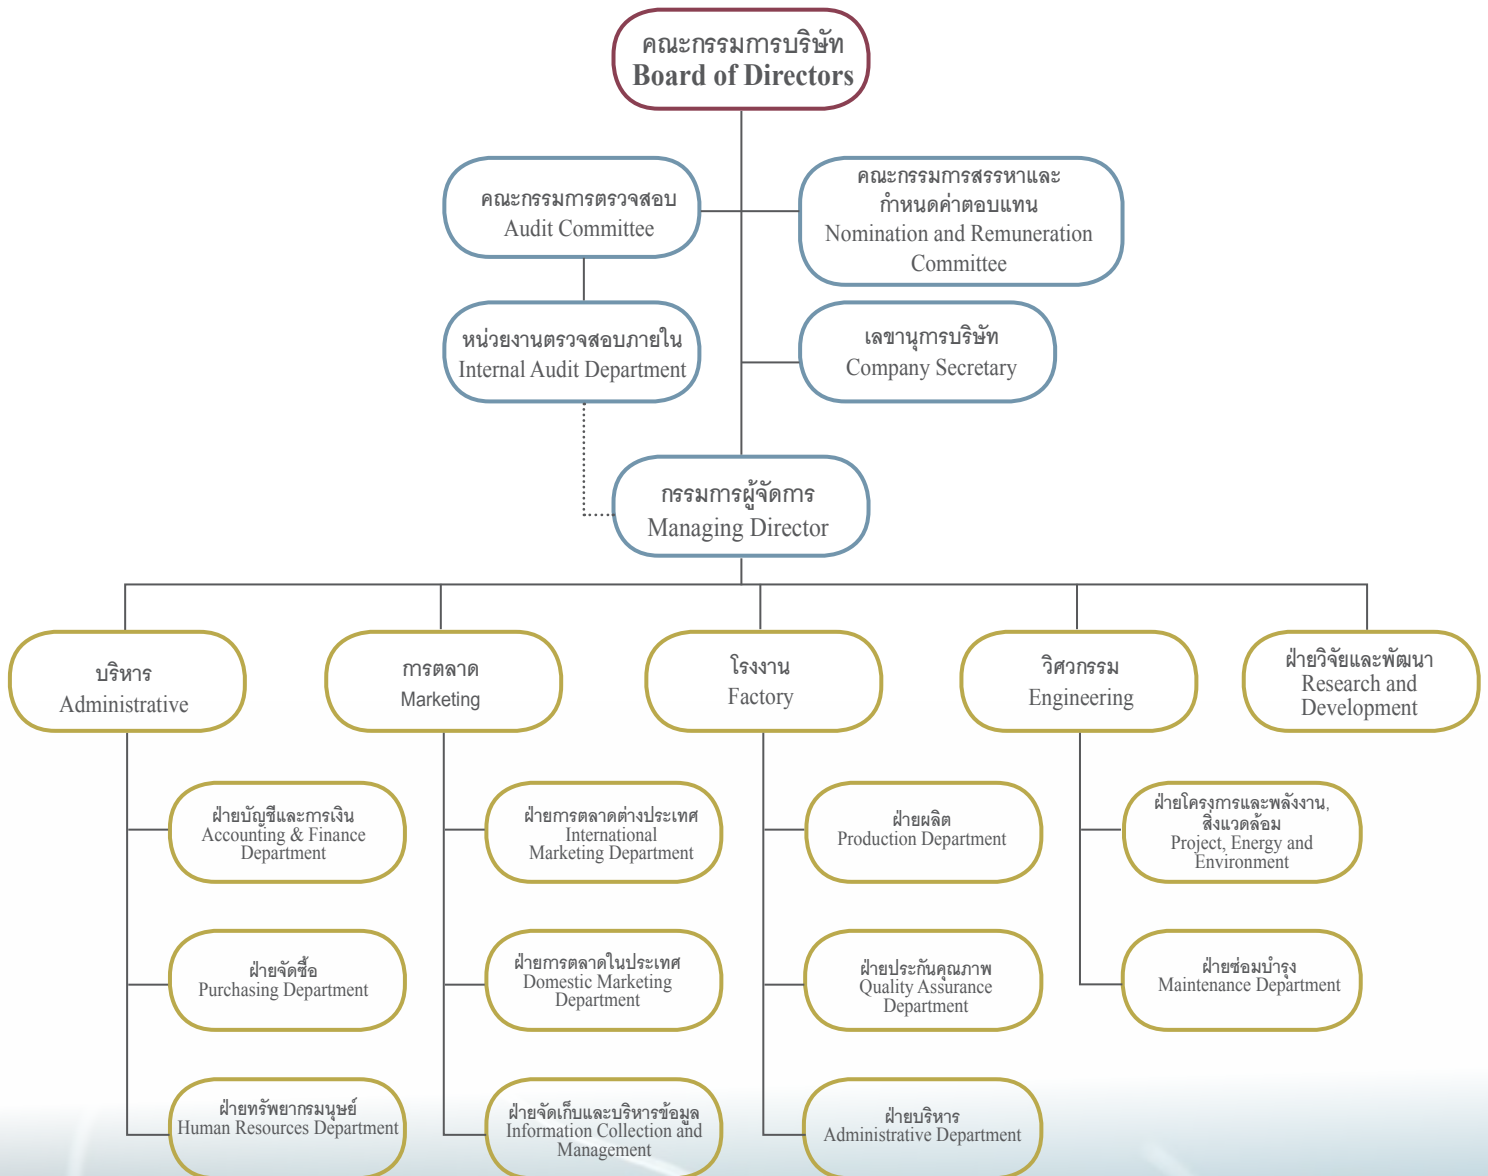 คณะกรรมการบริษัท
Board of Directors
คณะกรรมการตรวจสอบ
Audit Committee
คณะกรรมการสรรหาและ
กำหนดค่าตอบแทน
Nomination and Remuneration
Committee
หน่วยงานตรวจสอบภายใน
Internal Audit Department
เลขานุการบริษัท
Company Secretary
กรรมการผู้จัดการ
Managing Director
บริหาร
Administrative
การตลาด
Marketing
โรงงาน
Factory
วิศวกรรม
Engineering
ฝ่ายวิจัยและพัฒนา
Research and
Development
ฝ่ายบัญชีและการเงิน
Accounting & Finance
Department
ฝ่ายการตลาดต่างประเทศ
International
Marketing Department
ฝ่ายผลิต
Production Department
ฝ่ายโครงการและพลังงาน,
สิ่งแวดล้อม
Project, Energy and
Environment
ฝ่ายจัดซื้อ
Purchasing Department
ฝ่ายการตลาดในประเทศ
Domestic Marketing
Department
ฝ่ายประกันคุณภาพ
Quality Assurance
Department
ฝ่ายซ่อมบำรุง
Maintenance Department
ฝ่ายทรัพยากรมนุษย์
Human Resources Department
ฝ่ายจัดเก็บและบริหารข้อมูล
Information Collection and
Management
ฝ่ายบริหาร
Administrative Department